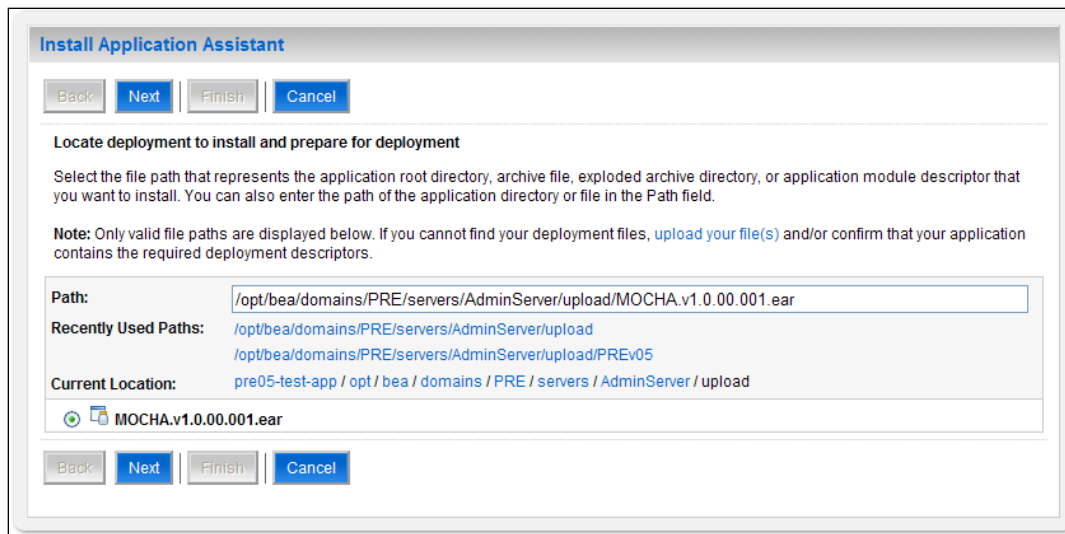 Install Application Assistant
Back Next Finish Cancel
Locate deployment to install and prepare for deployment
Select the file path that represents the application root directory, archive file, exploded archive directory, or application module descriptor that
you want to install. You can also enter the path of the application directory or file in the Path field.
Note: Only valid file paths are displayed below. If you cannot find your deployment files, upload your file(s) and/or confirm that your application
contains the required deployment descriptors.
Path: /opt/bea/domains/PRE/servers/AdminServer/upload/MOCHA.v1.0.00.001.ear
Recently Used Paths: /opt/bea/domains/PRE/servers/AdminServer/upload
/opt/bea/domains/PRE/servers/AdminServer/upload/PREv05
Current Location: pre05-test-app / opt / bea / domains / PRE / servers / AdminServer / upload
MOCHA.v1.0.00.001.ear
Back Next Finish Cancel